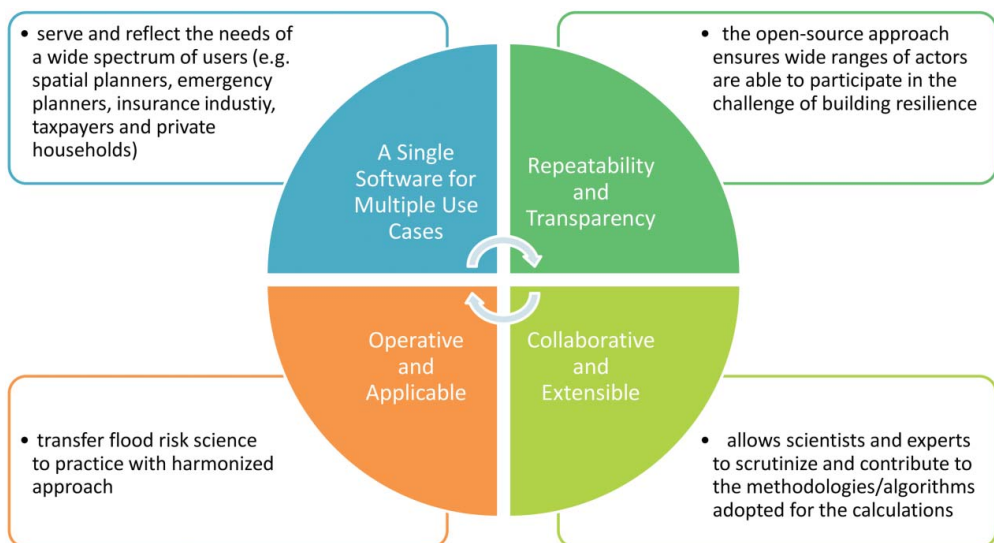 • serve and reflect the needs of
a wide spectrum of users (e.g.
spatial planners, emergency
planners, insurance industiy,
taxpayers and private
households)
• the open-source approach
ensures wide ranges of actors
are able to participate in the
challenge of building resilience
A Single
Software for
Multiple Use
Cases
Repeatability
and
Transparency
Operative
and
Applicable
Collaborative
and
Extensible
• transfer flood risk science
to practice with harmonized
approach
• allows scientists and experts
to scrutinize and contribute to
the methodologies/algorithms
adopted for the calculations